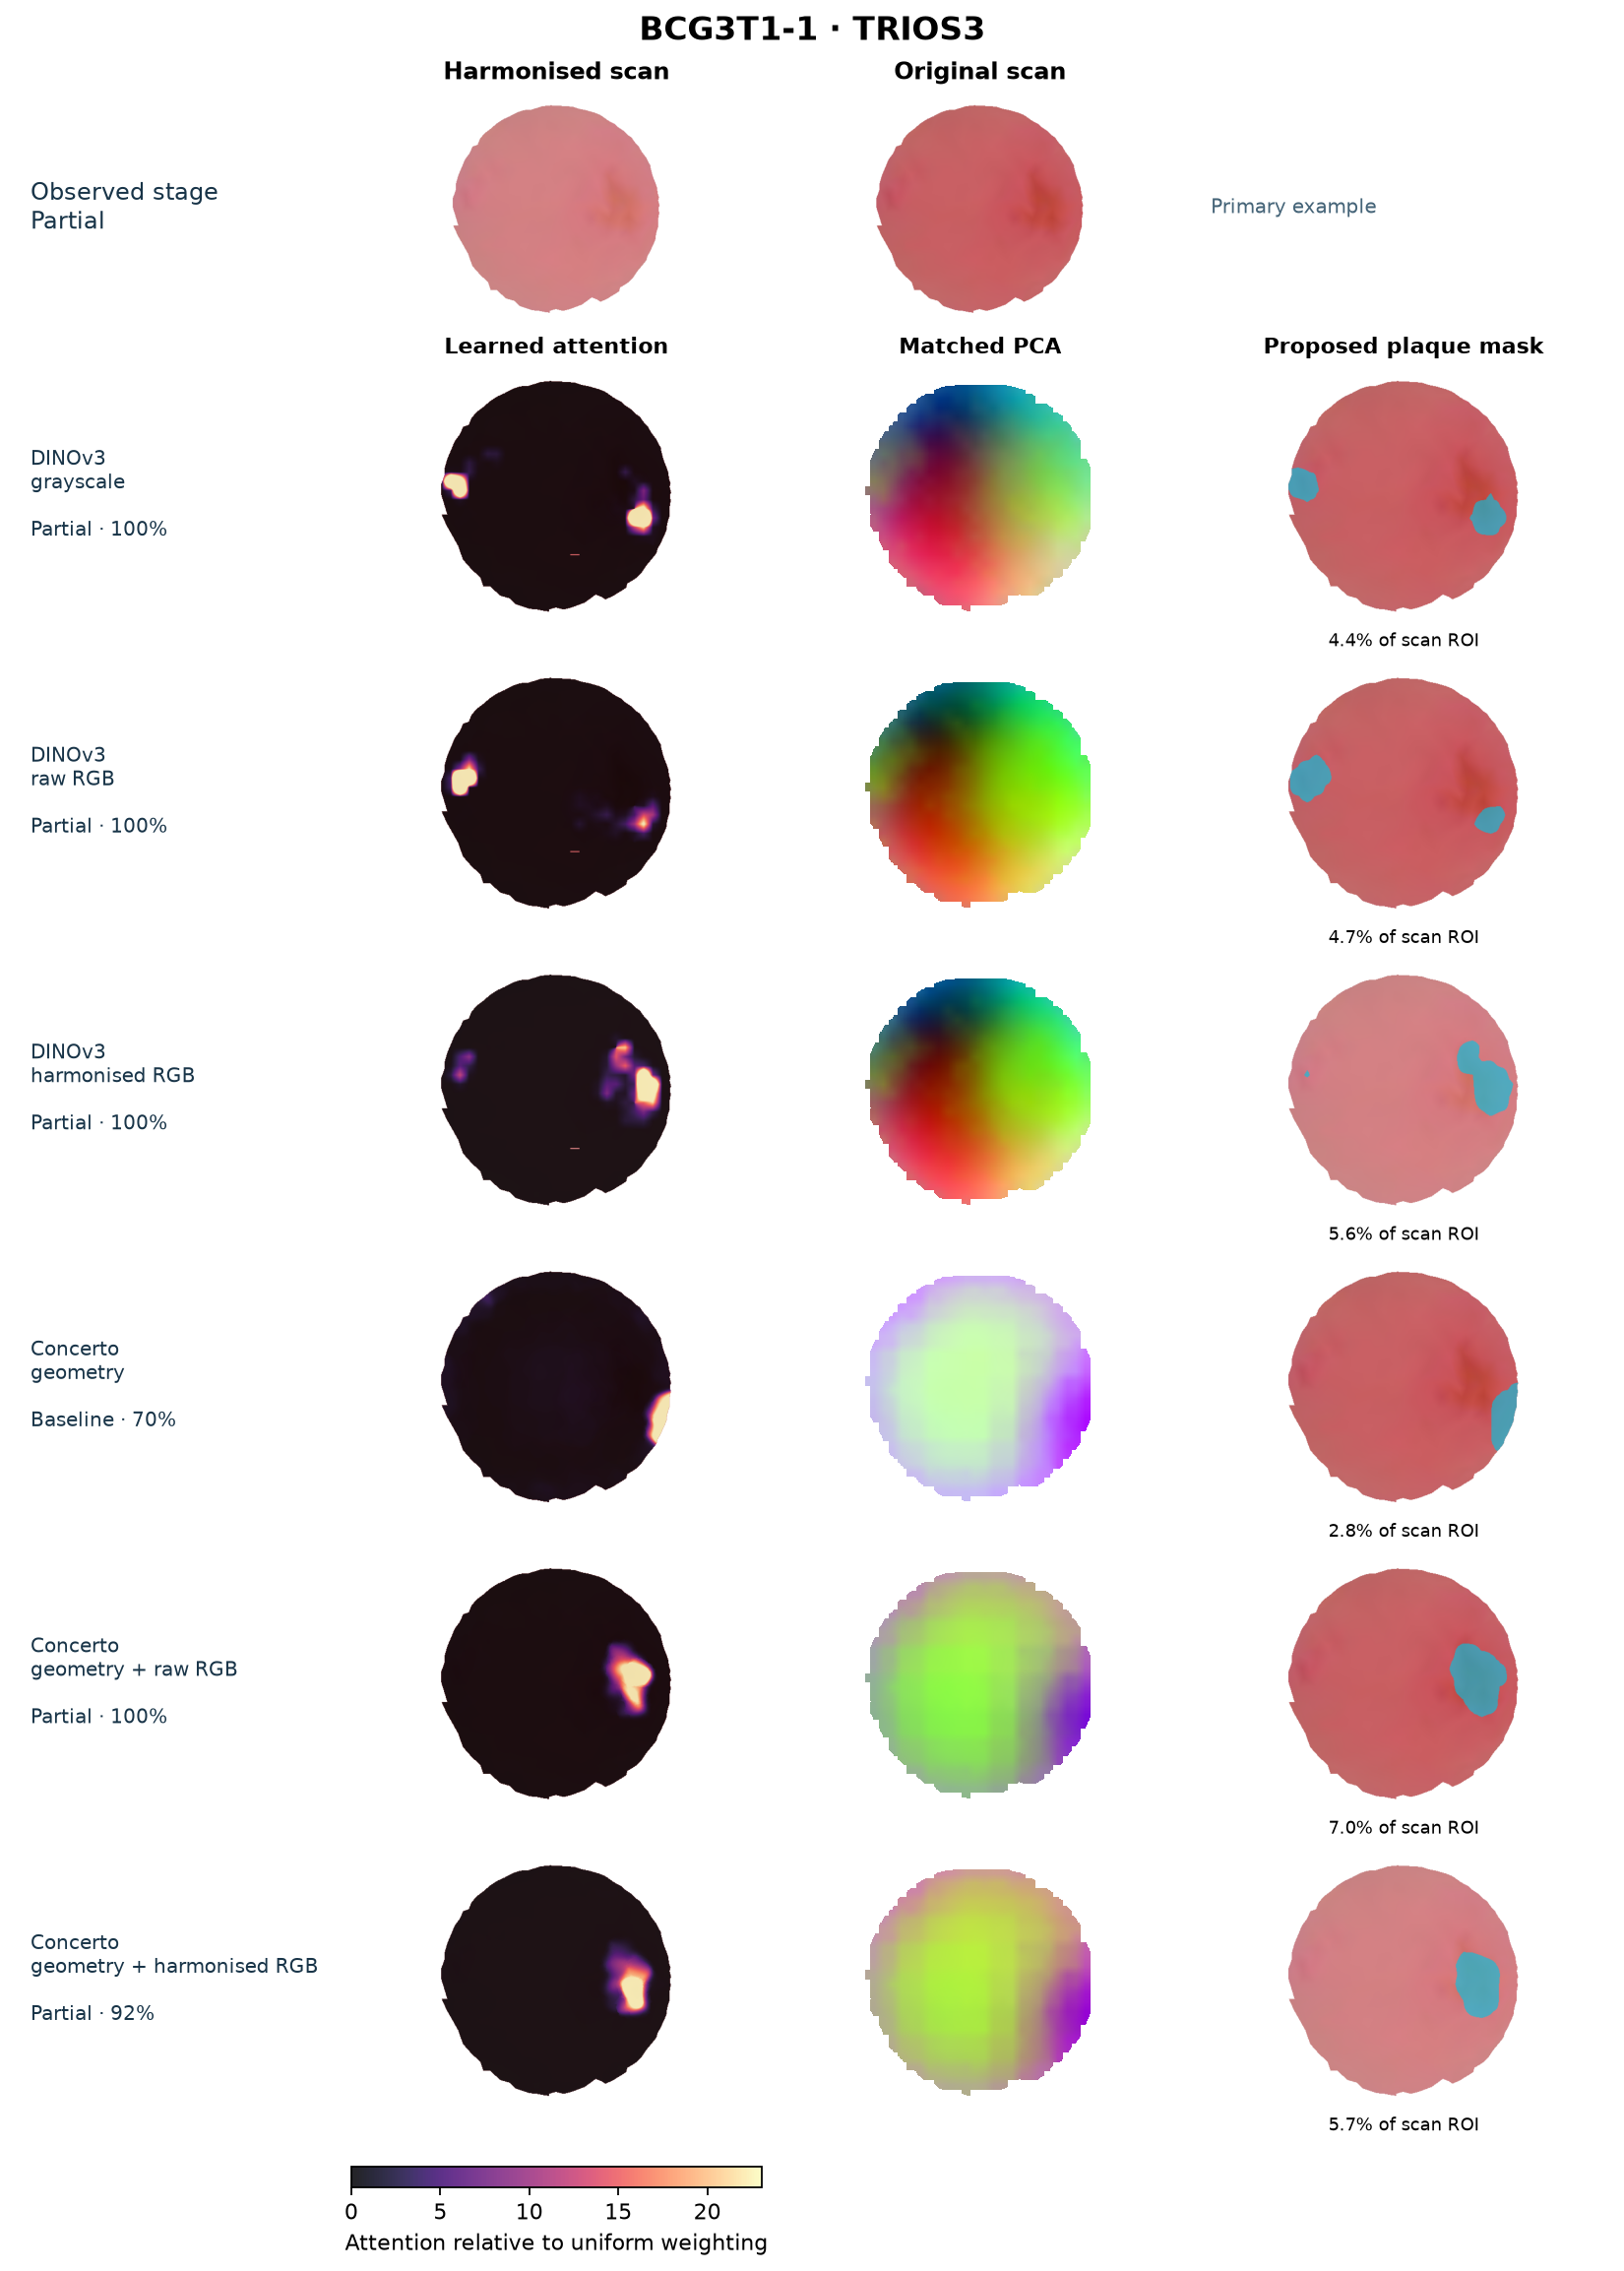 BCG3T1-1 · TRIOS3
Harmonised scan
Original scan
Observed stage
Partial
Primary example
Learned attention
Matched PCA
Proposed plaque mask
DINOv3
grayscale
Partial · 100%
4.4% of scan ROI
DINOv3
raw RGB
Partial · 100%
4.7% of scan ROI
DINOv3
harmonised RGB
Partial · 100%
5.6% of scan ROI
Concerto
geometry
Baseline · 70%
2.8% of scan ROI
Concerto
geometry + raw RGB
Partial · 100%
7.0% of scan ROI
Concerto
geometry + harmonised RGB
Partial · 92%
5.7% of scan ROI
0 5 10 15 20
Attention relative to uniform weighting